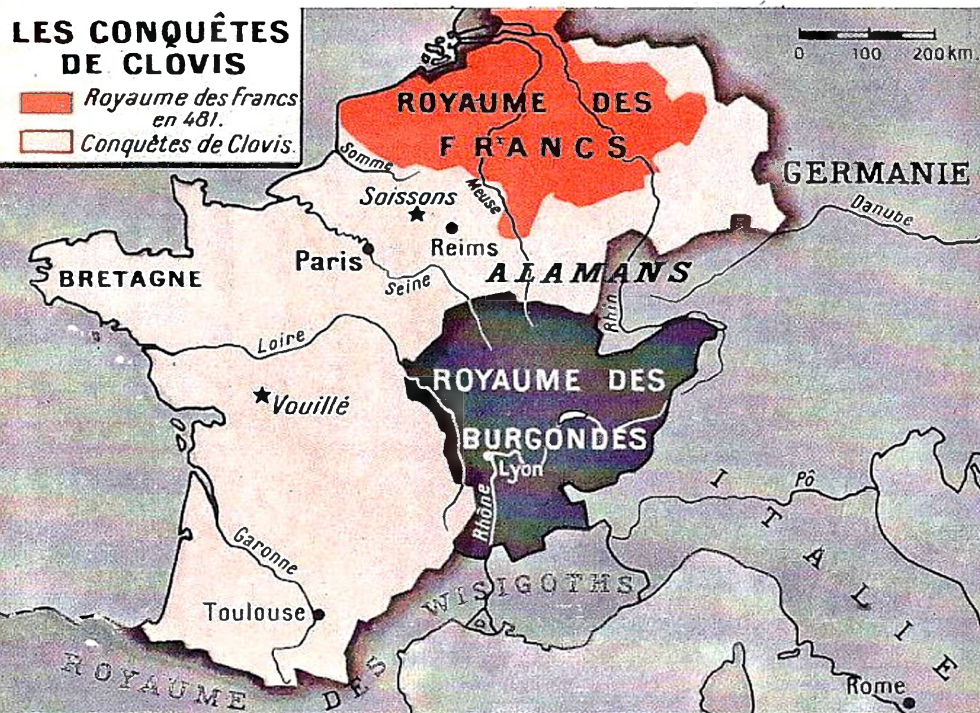 LES CONQUÊTES
DE CLOVIS
Royaume des Francs
en 481.
Conquêtes de Clovis.
0 100 200 km.
ROYAUME DES
FRANCS
GERMANIE
Somme
Meuse
Danube
Soissons
Reims
Paris
BRETAGNE
Seine
ALAMANS
Rhin
Loire
ROYAUME DES
BURGONDES
Vouillé
Lyon
Rhône
Pô
ITALIE
Garonne
Toulouse
ROYAUME DES WISIGOTHS
Rome